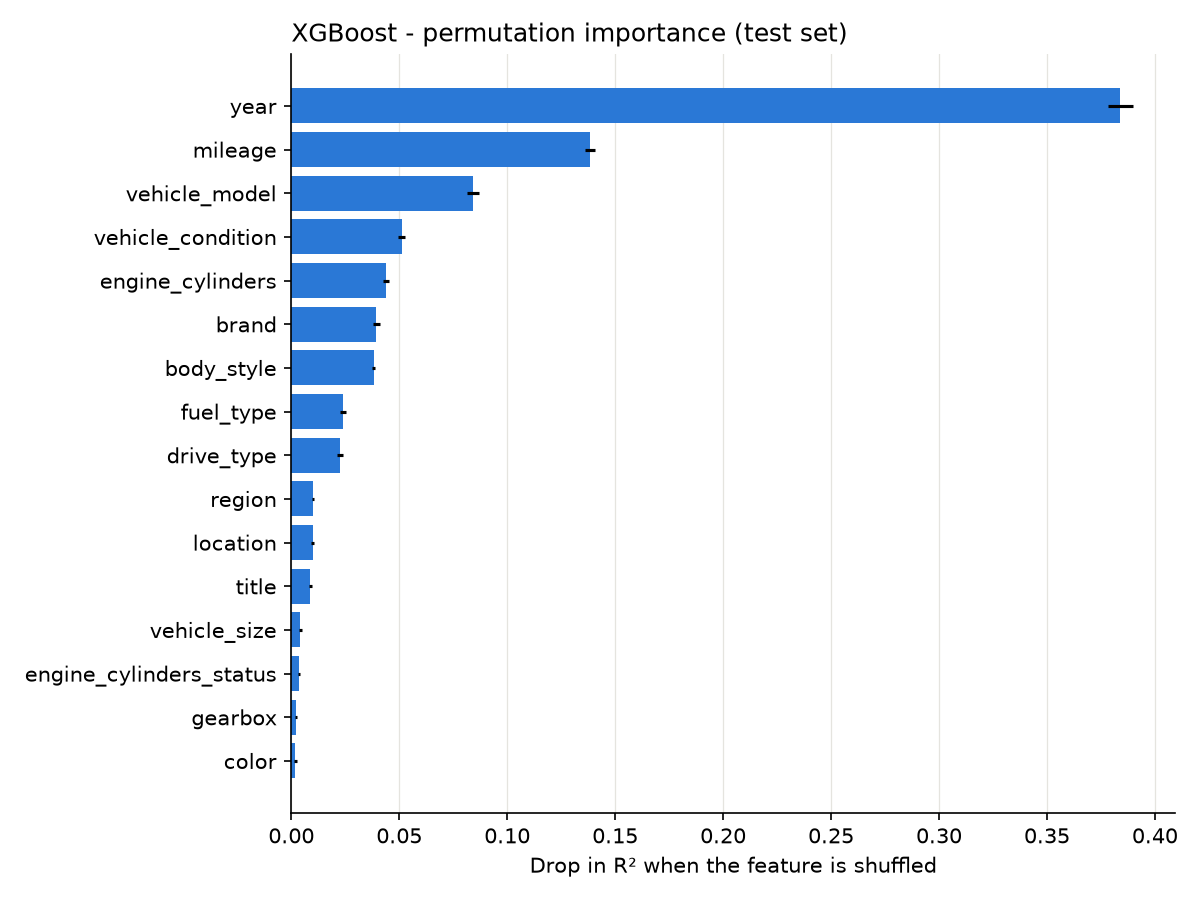 XGBoost - permutation importance (test set)
year
mileage
vehicle_model
vehicle_condition
engine_cylinders
brand
body_style
fuel_type
drive_type
region
location
title
vehicle_size
engine_cylinders_status
gearbox
color
0.00 0.05 0.10 0.15 0.20 0.25 0.30 0.35 0.40
Drop in R² when the feature is shuffled